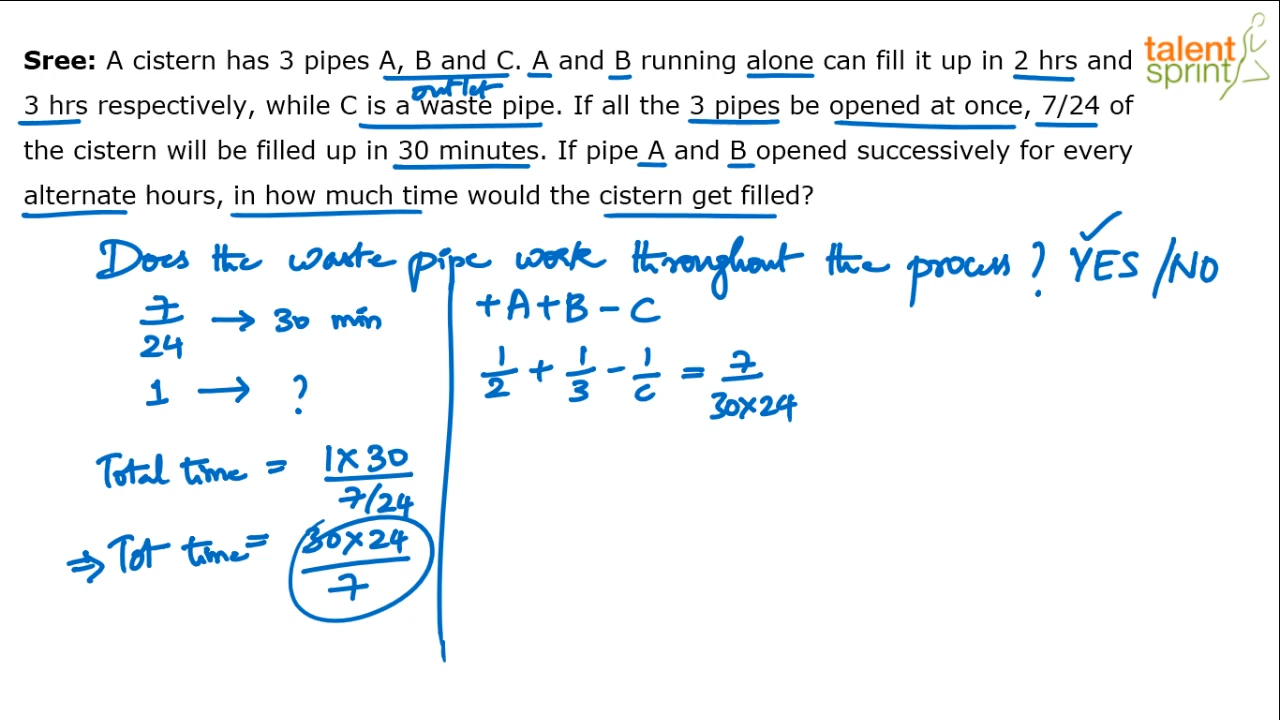 talent
sprint
Sree: A cistern has 3 pipes A, B and C. A and B running alone can fill it up in 2 hrs and
outlet
3 hrs respectively, while C is a waste pipe. If all the 3 pipes be opened at once, 7/24 of
the cistern will be filled up in 30 minutes. If pipe A and B opened successively for every
alternate hours, in how much time would the cistern get filled?
Does the waste pipe work throughout the process? YES/NO
7/24 → 30 min
1 → ?
Total time = 1×30 / 7/24
⇒ Tot time = 30×24 / 7
+A+B-C
1/2 + 1/3 - 1/C = 7/30×24